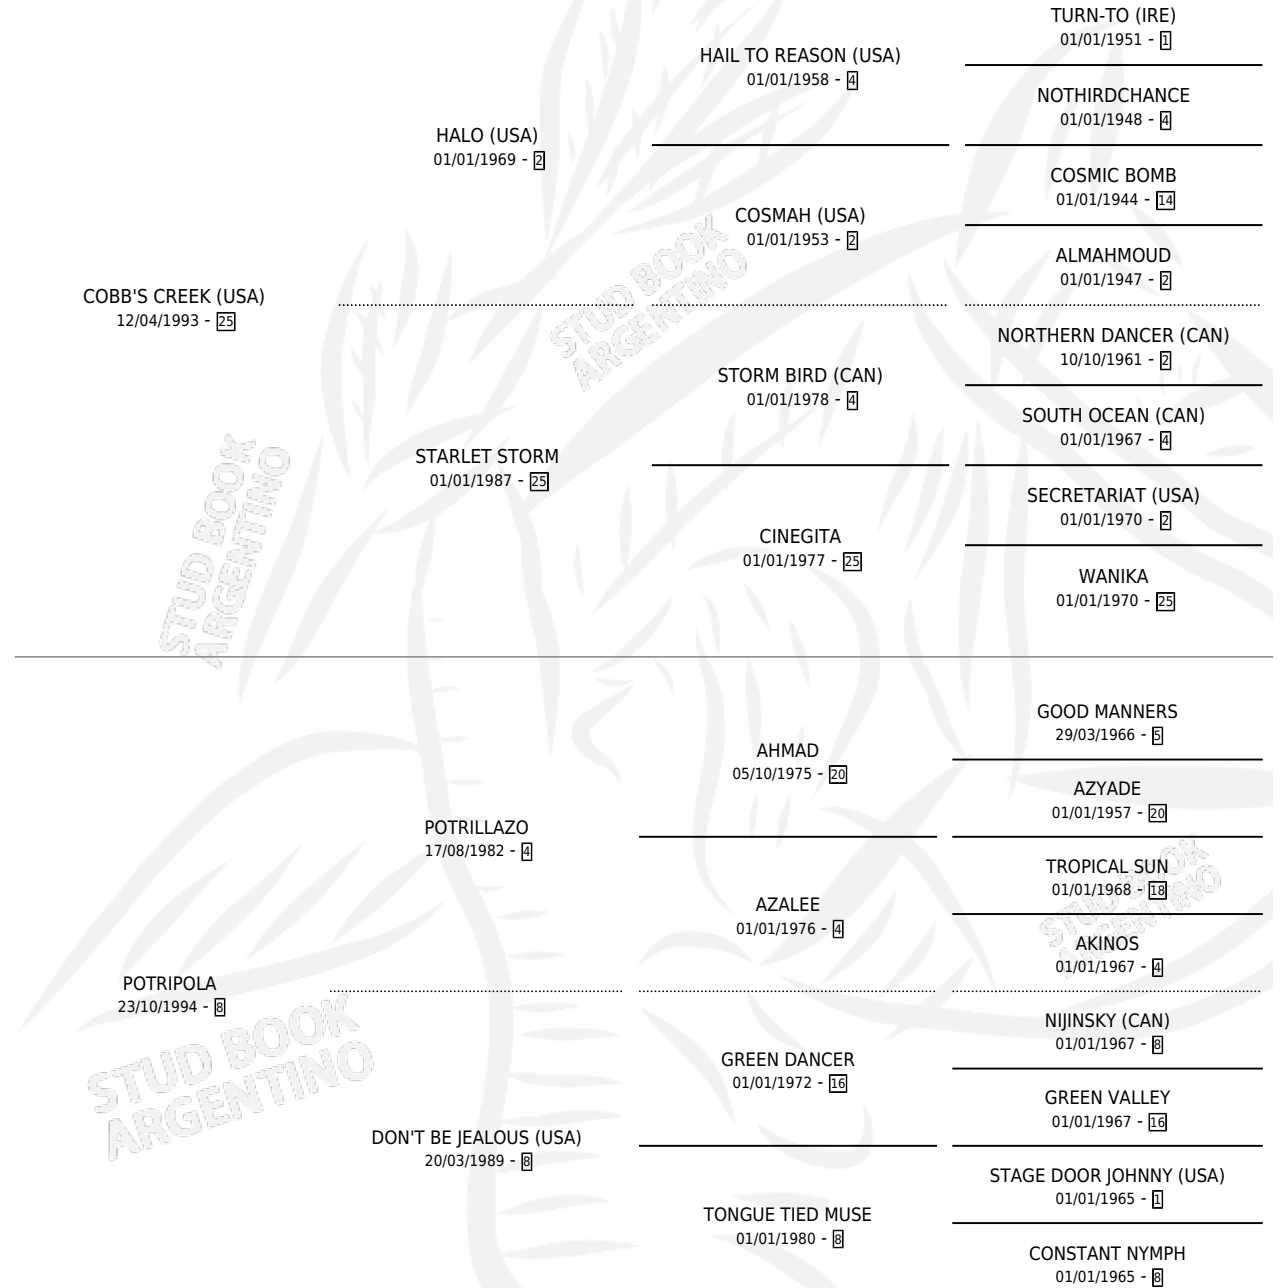 TURN-TO (IRE)
01/01/1951 - 1
HAIL TO REASON (USA)
01/01/1958 - 4
NOTHIRDCHANCE
01/01/1948 - 4
HALO (USA)
01/01/1969 - 2
COSMIC BOMB
01/01/1944 - 14
COSMAH (USA)
01/01/1953 - 2
ALMAHMOUD
01/01/1947 - 2
COBB'S CREEK (USA)
12/04/1993 - 25
NORTHERN DANCER (CAN)
10/10/1961 - 2
STORM BIRD (CAN)
01/01/1978 - 4
SOUTH OCEAN (CAN)
01/01/1967 - 4
STARLET STORM
01/01/1987 - 25
SECRETARIAT (USA)
01/01/1970 - 2
CINEGITA
01/01/1977 - 25
WANIKA
01/01/1970 - 25
GOOD MANNERS
29/03/1966 - 5
AHMAD
05/10/1975 - 20
AZYADE
01/01/1957 - 20
POTRILLAZO
17/08/1982 - 4
TROPICAL SUN
01/01/1968 - 18
AZALEE
01/01/1976 - 4
AKINOS
01/01/1967 - 4
POTRIPOLA
23/10/1994 - 8
NIJINSKY (CAN)
01/01/1967 - 8
GREEN DANCER
01/01/1972 - 16
GREEN VALLEY
01/01/1967 - 16
DON'T BE JEALOUS (USA)
20/03/1989 - 8
STAGE DOOR JOHNNY (USA)
01/01/1965 - 1
TONGUE TIED MUSE
01/01/1980 - 8
CONSTANT NYMPH
01/01/1965 - 8
STUD BOOK
ARGENTINO
STUD BOOK
ARGENTINO
STUD BOOK
ARGENTINO
STUD BOOK
ARGENTINO